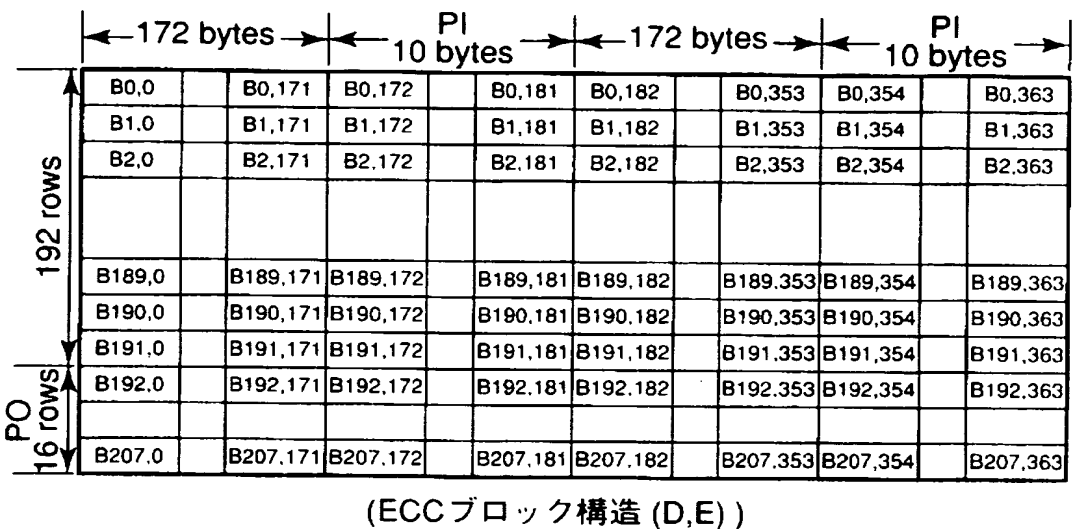 172 bytes PI 10 bytes 172 bytes PI 10 bytes
B0,0 B0,171 B0,172 B0,181 B0,182 B0,353 B0,354 B0,363
B1,0 B1,171 B1,172 B1,181 B1,182 B1,353 B1,354 B1,363
B2,0 B2,171 B2,172 B2,181 B2,182 B2,353 B2,354 B2,363
192 rows
B189,0 B189,171 B189,172 B189,181 B189,182 B189,353 B189,354 B189,363
B190,0 B190,171 B190,172 B190,181 B190,182 B190,353 B190,354 B190,363
B191,0 B191,171 B191,172 B191,181 B191,182 B191,353 B191,354 B191,363
PO
16 rows
B192,0 B192,171 B192,172 B192,181 B192,182 B192,353 B192,354 B192,363
B207,0 B207,171 B207,172 B207,181 B207,182 B207,353 B207,354 B207,363
(ECCブロック構造 (D,E) )